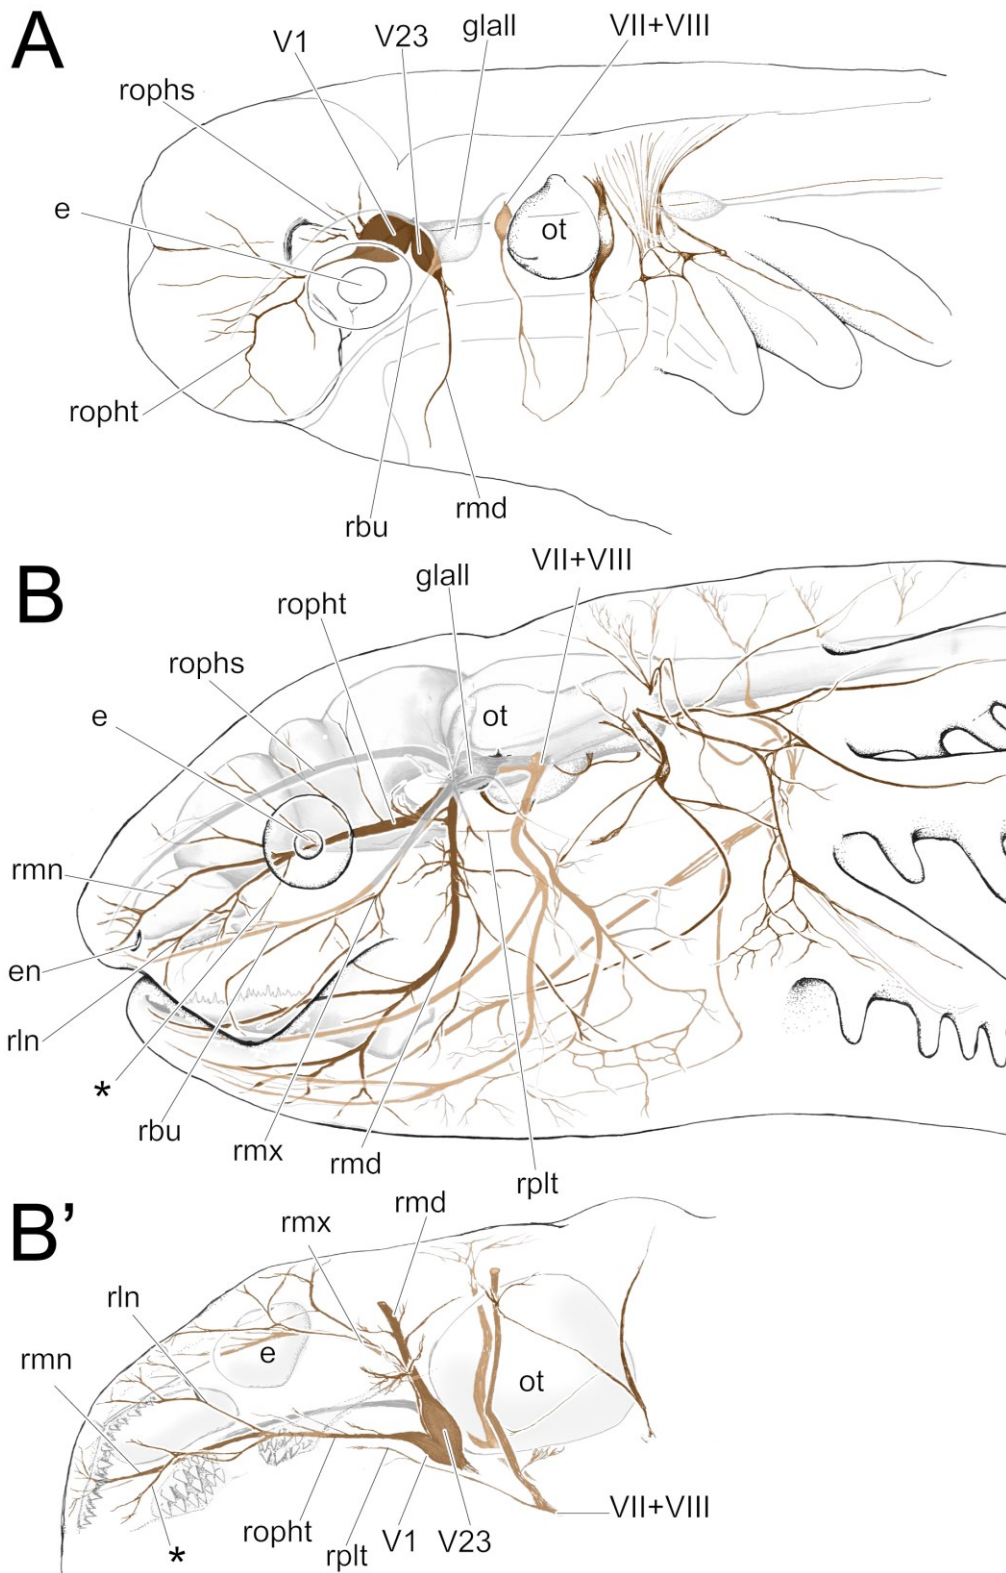 A
V1
V23
glall
VII+VIII
rophs
e
ot
ropht
rbu
rmd
B
glall
VII+VIII
ropht
rophs
e
ot
rmn
en
rln
*
rbu
rmx
rmd
rplt
B’
rmd
rmx
rln
rmn
e
ot
*
ropht
rplt
V1
V23
VII+VIII